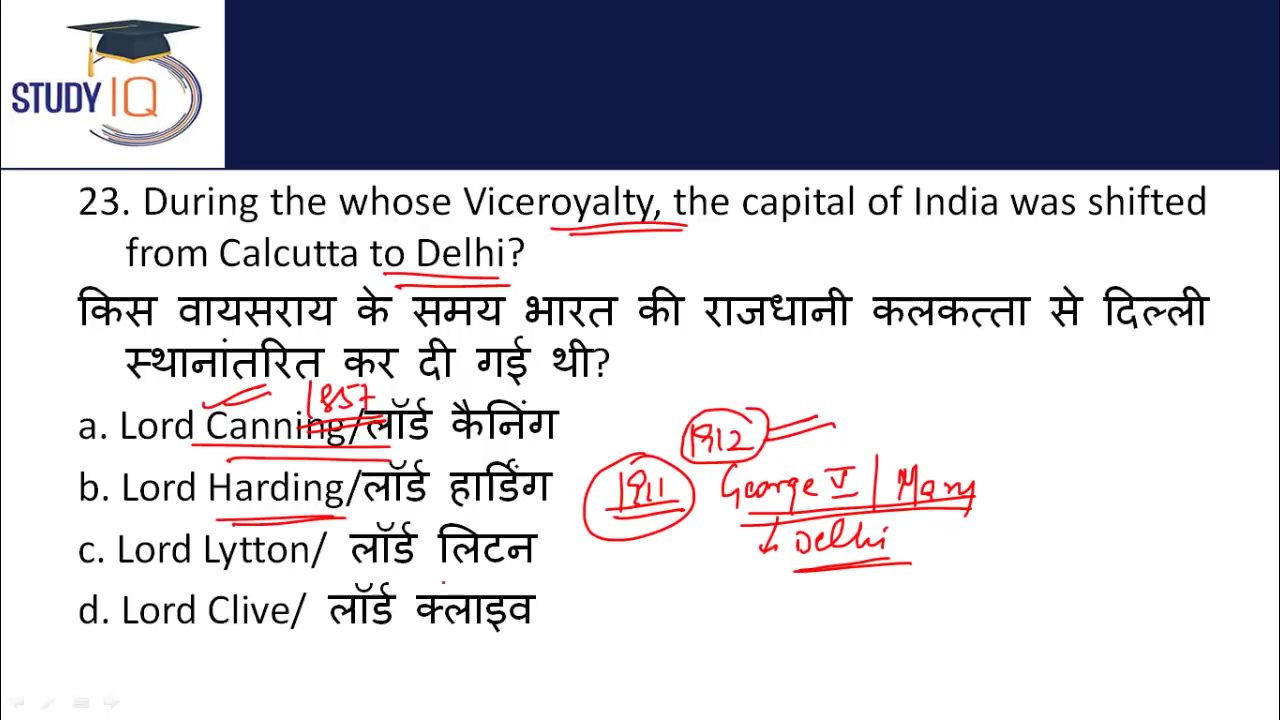 STUDY IQ
23. During the whose Viceroyalty, the capital of India was shifted
from Calcutta to Delhi?
किस वायसराय के समय भारत की राजधानी कलकत्ता से दिल्ली
स्थानांतरित कर दी गई थी?
1857
a. Lord Canning/लॉर्ड कैनिंग
1912
b. Lord Harding/लॉर्ड हार्डिंग
1911 George V | Mary
c. Lord Lytton/ लॉर्ड लिटन
Delhi
d. Lord Clive/ लॉर्ड क्लाइव